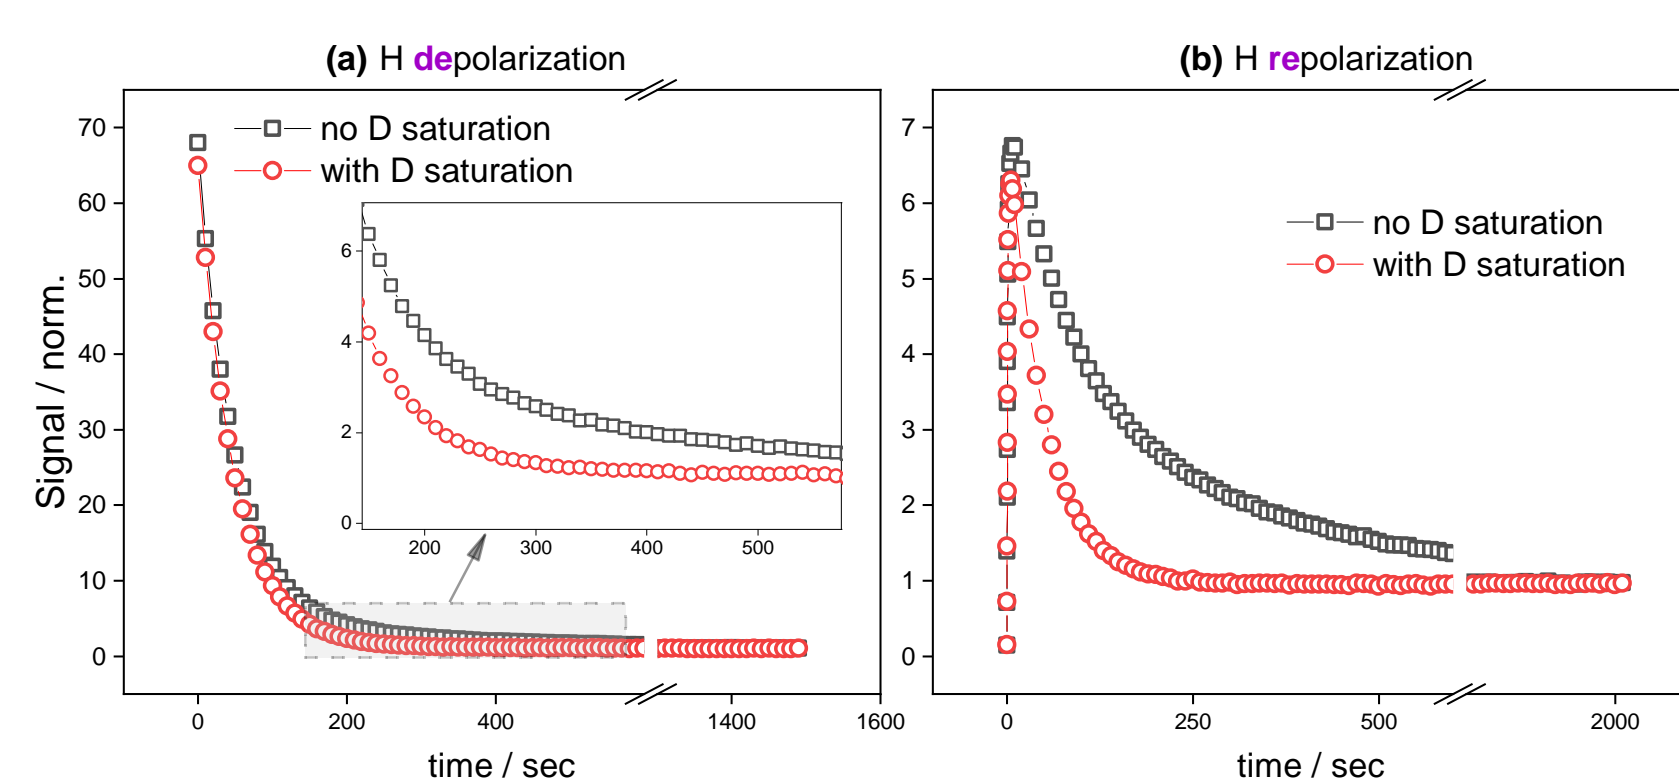 (a) H depolarization
(b) H repolarization
Signal / norm.
70
60
50
40
30
20
10
0
no D saturation
with D saturation
6
4
2
0
200 300 400 500
0 200 400 1400 1600
time / sec
7
6
5
4
3
2
1
0
no D saturation
with D saturation
0 250 500 2000
time / sec